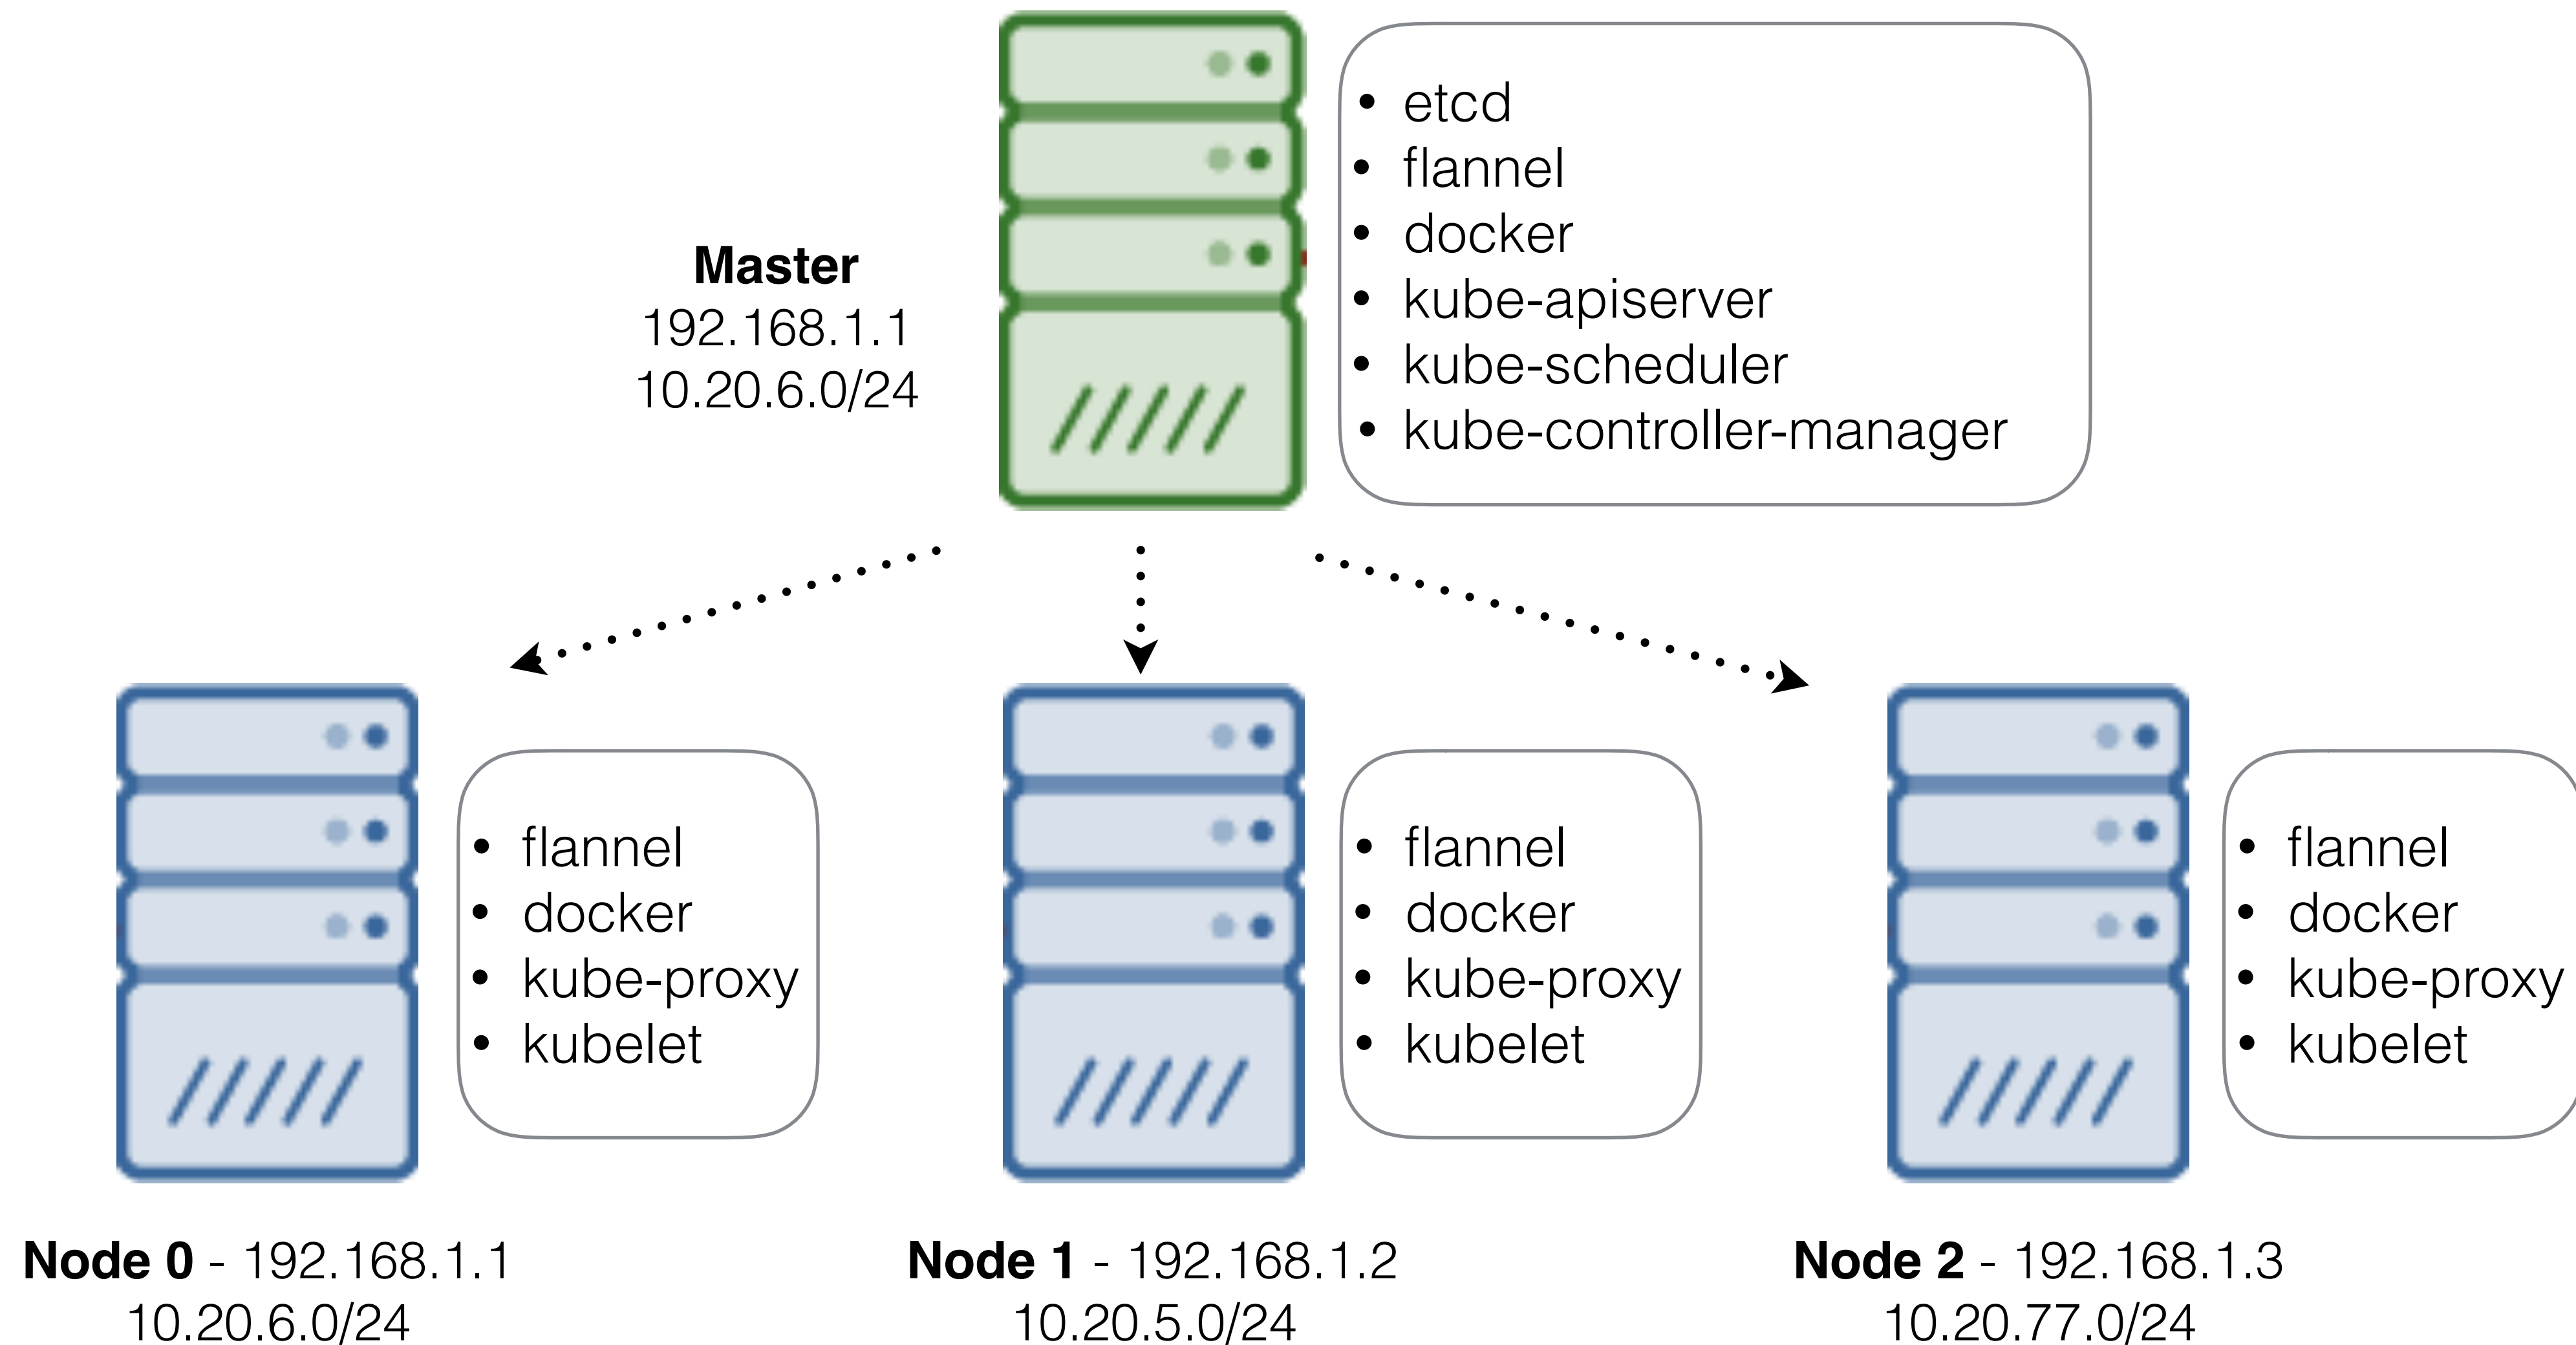 • etcd
• flannel
• docker
• kube-apiserver
• kube-scheduler
• kube-controller-manager
Master
192.168.1.1
10.20.6.0/24
• flannel
• docker
• kube-proxy
• kubelet
• flannel
• docker
• kube-proxy
• kubelet
• flannel
• docker
• kube-proxy
• kubelet
Node 0 - 192.168.1.1
10.20.6.0/24
Node 1 - 192.168.1.2
10.20.5.0/24
Node 2 - 192.168.1.3
10.20.77.0/24